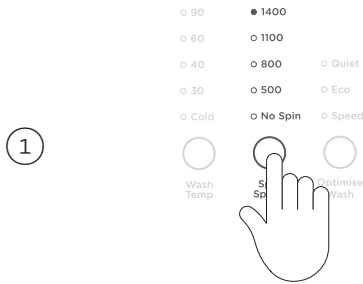 90 1400
60 1100
40 800 Quiet
30 500 Eco
Cold No Spin Speed
1
Wash Optimise
Temp Wash